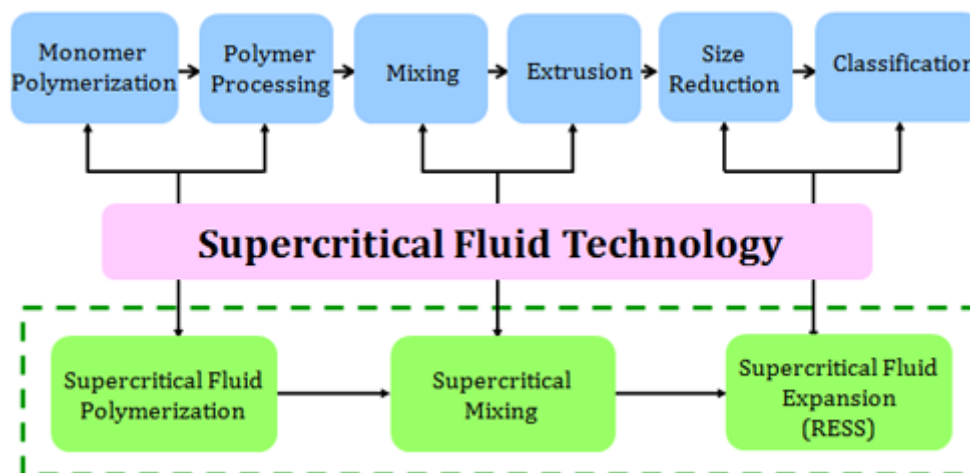 Monomer
Polymerization
Polymer
Processing
Mixing
Extrusion
Size
Reduction
Classification
Supercritical Fluid Technology
Supercritical Fluid
Polymerization
Supercritical
Mixing
Supercritical Fluid
Expansion
(RESS)